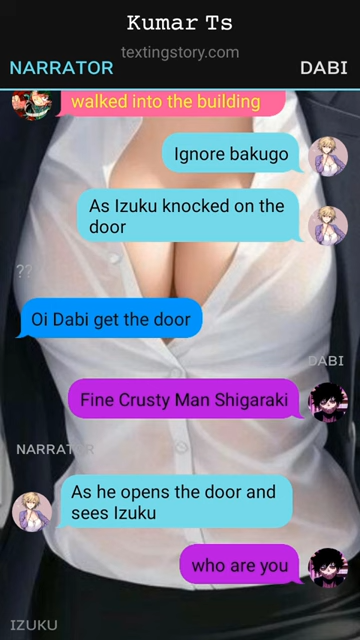 Kumar Ts
textingstory.com
NARRATOR
DABI
walked into the building
Ignore bakugo
As Izuku knocked on the
door
??
Oi Dabi get the door
DABI
Fine Crusty Man Shigaraki
NARRATOR
As he opens the door and
sees Izuku
who are you
IZUKU